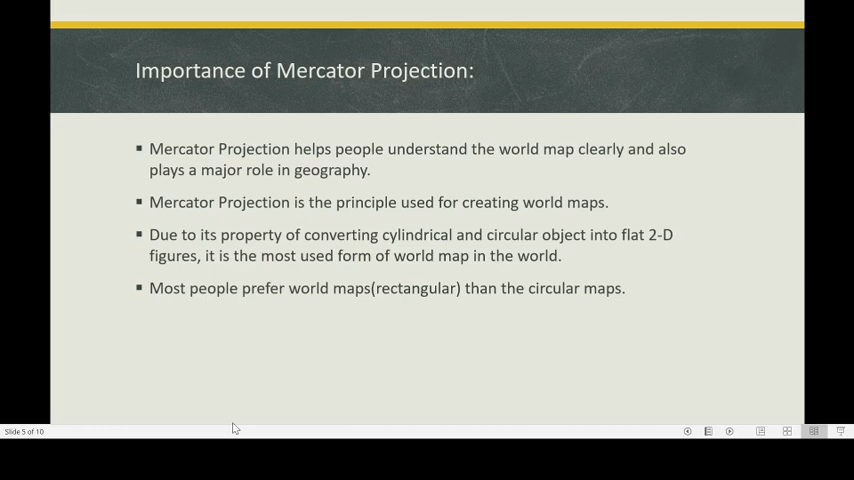 Importance of Mercator Projection:
▪ Mercator Projection helps people understand the world map clearly and also
plays a major role in geography.
▪ Mercator Projection is the principle used for creating world maps.
▪ Due to its property of converting cylindrical and circular object into flat 2-D
figures, it is the most used form of world map in the world.
▪ Most people prefer world maps(rectangular) than the circular maps.
Slide 5 of 10